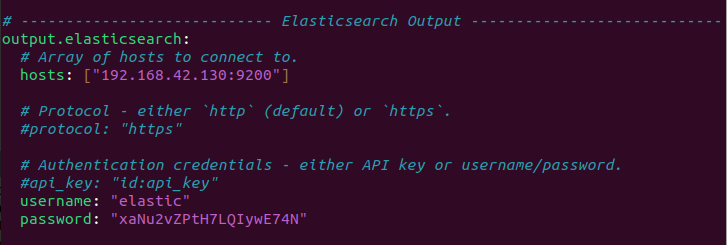 # --------------------------- Elasticsearch Output ---------------------------
output.elasticsearch:
# Array of hosts to connect to.
hosts: ["192.168.42.130:9200"]
# Protocol - either `http` (default) or `https`.
#protocol: "https"
# Authentication credentials - either API key or username/password.
#api_key: "id:api_key"
username: "elastic"
password: "xaNu2vZPtH7LQIywE74N"